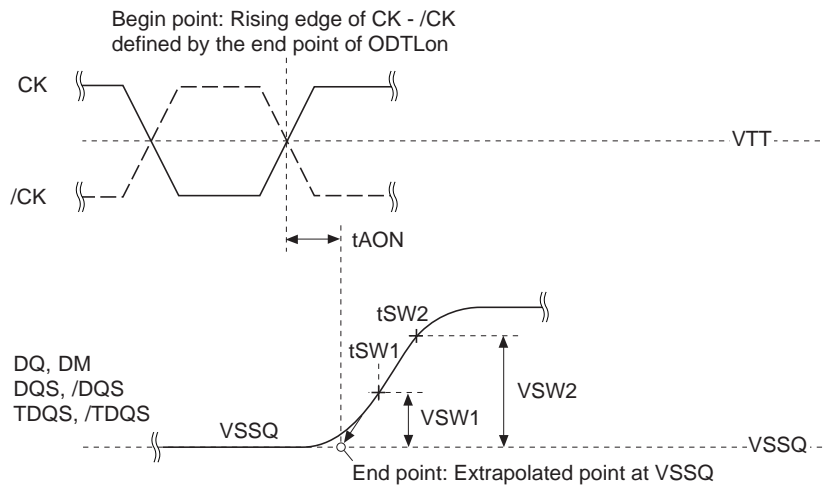 Begin point: Rising edge of CK - /CK
defined by the end point of ODTLon
CK
VTT
/CK
tAON
tSW2
tSW1
DQ, DM
DQS, /DQS
TDQS, /TDQS
VSW2
VSW1
VSSQ
VSSQ
End point: Extrapolated point at VSSQ